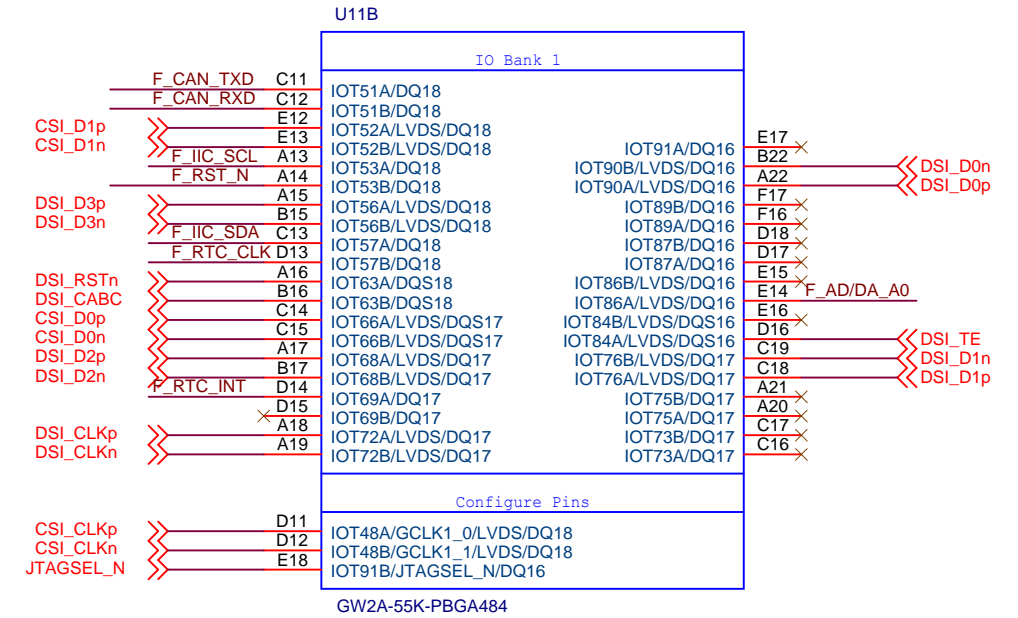 U11B
IO Bank 1
F_CAN_TXD C11 IOT51A/DQ18
F_CAN_RXD C12 IOT51B/DQ18
CSI_D1p E12 IOT52A/LVDS/DQ18
CSI_D1n E13 IOT52B/LVDS/DQ18 IOT91A/DQ16 E17
F_IIC_SCL A13 IOT53A/DQ18 IOT90B/LVDS/DQ16 B22 DSI_D0n
F_RST_N A14 IOT53B/DQ18 IOT90A/LVDS/DQ16 A22 DSI_D0p
DSI_D3p A15 IOT56A/LVDS/DQ18 IOT89B/DQ16 F17
DSI_D3n B15 IOT56B/LVDS/DQ18 IOT89A/DQ16 F16
F_IIC_SDA C13 IOT57A/DQ18 IOT87B/DQ16 D18
F_RTC_CLK D13 IOT57B/DQ18 IOT87A/DQ16 D17
DSI_RSTn A16 IOT63A/DQS18 IOT86B/LVDS/DQ16 E15
DSI_CABC B16 IOT63B/DQS18 IOT86A/LVDS/DQ16 E14 F_AD/DA_A0
CSI_D0p C14 IOT66A/LVDS/DQS17 IOT84B/LVDS/DQS16 E16
CSI_D0n C15 IOT66B/LVDS/DQS17 IOT84A/LVDS/DQS16 D16 DSI_TE
DSI_D2p A17 IOT68A/LVDS/DQ17 IOT76B/LVDS/DQ17 C19 DSI_D1n
DSI_D2n B17 IOT68B/LVDS/DQ17 IOT76A/LVDS/DQ17 C18 DSI_D1p
F_RTC_INT D14 IOT69A/DQ17 IOT75B/DQ17 A21
D15 IOT69B/DQ17 IOT75A/DQ17 A20
DSI_CLKp A18 IOT72A/LVDS/DQ17 IOT73B/DQ17 C17
DSI_CLKn A19 IOT72B/LVDS/DQ17 IOT73A/DQ17 C16
Configure Pins
CSI_CLKp D11 IOT48A/GCLK1_0/LVDS/DQ18
CSI_CLKn D12 IOT48B/GCLK1_1/LVDS/DQ18
JTAGSEL_N E18 IOT91B/JTAGSEL_N/DQ16
GW2A-55K-PBGA484